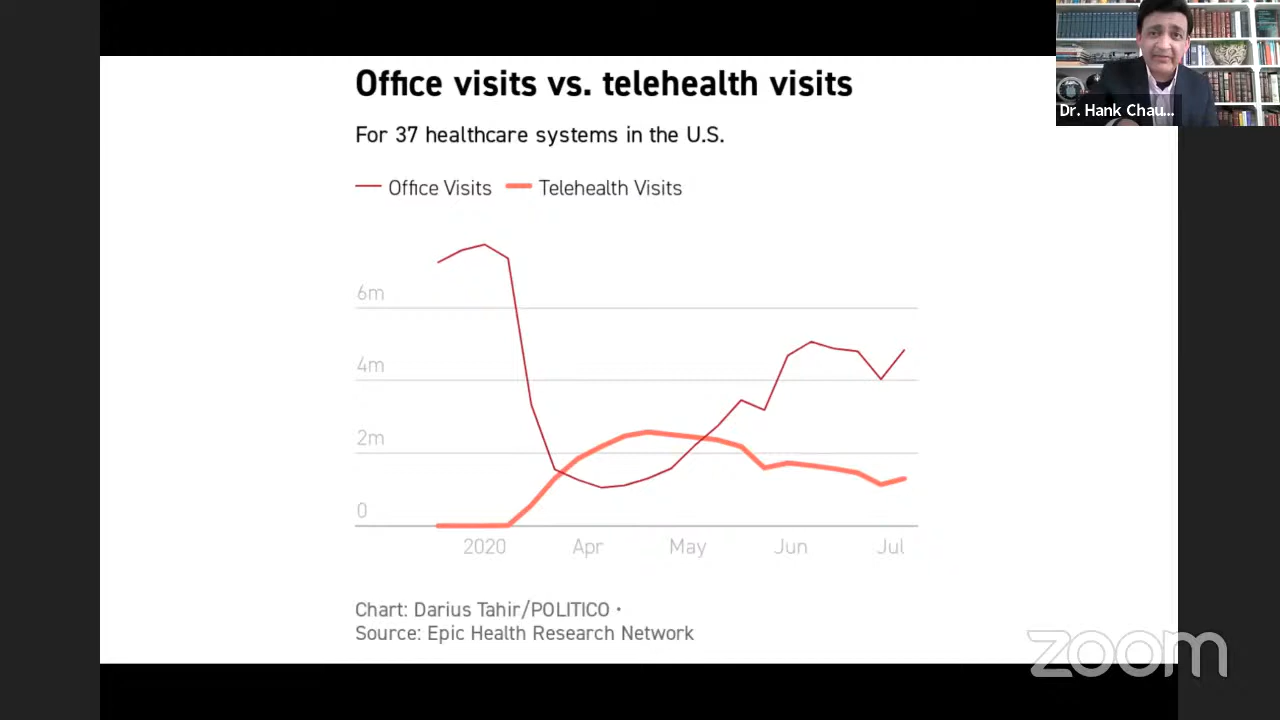 Office visits vs. telehealth visits
For 37 healthcare systems in the U.S.
Office Visits Telehealth Visits
6m
4m
2m
0
2020 Apr May Jun Jul
Chart: Darius Tahir/POLITICO •
Source: Epic Health Research Network
Dr. Hank Chau...
zoom